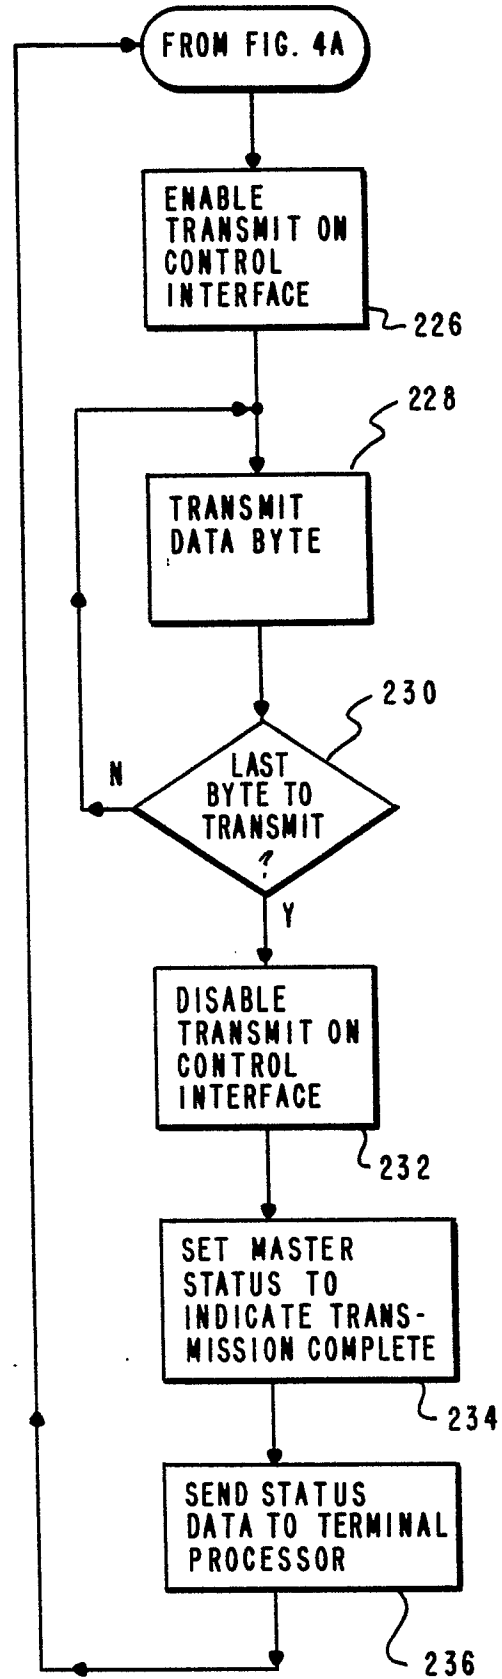 FROM FIG. 4A
ENABLE
TRANSMIT ON
CONTROL
INTERFACE
226
228
TRANSMIT
DATA BYTE
230
N
LAST
BYTE TO
TRANSMIT
?
Y
DISABLE
TRANSMIT ON
CONTROL
INTERFACE
232
SET MASTER
STATUS TO
INDICATE TRANS-
MISSION COMPLETE
234
SEND STATUS
DATA TO TERMINAL
PROCESSOR
236